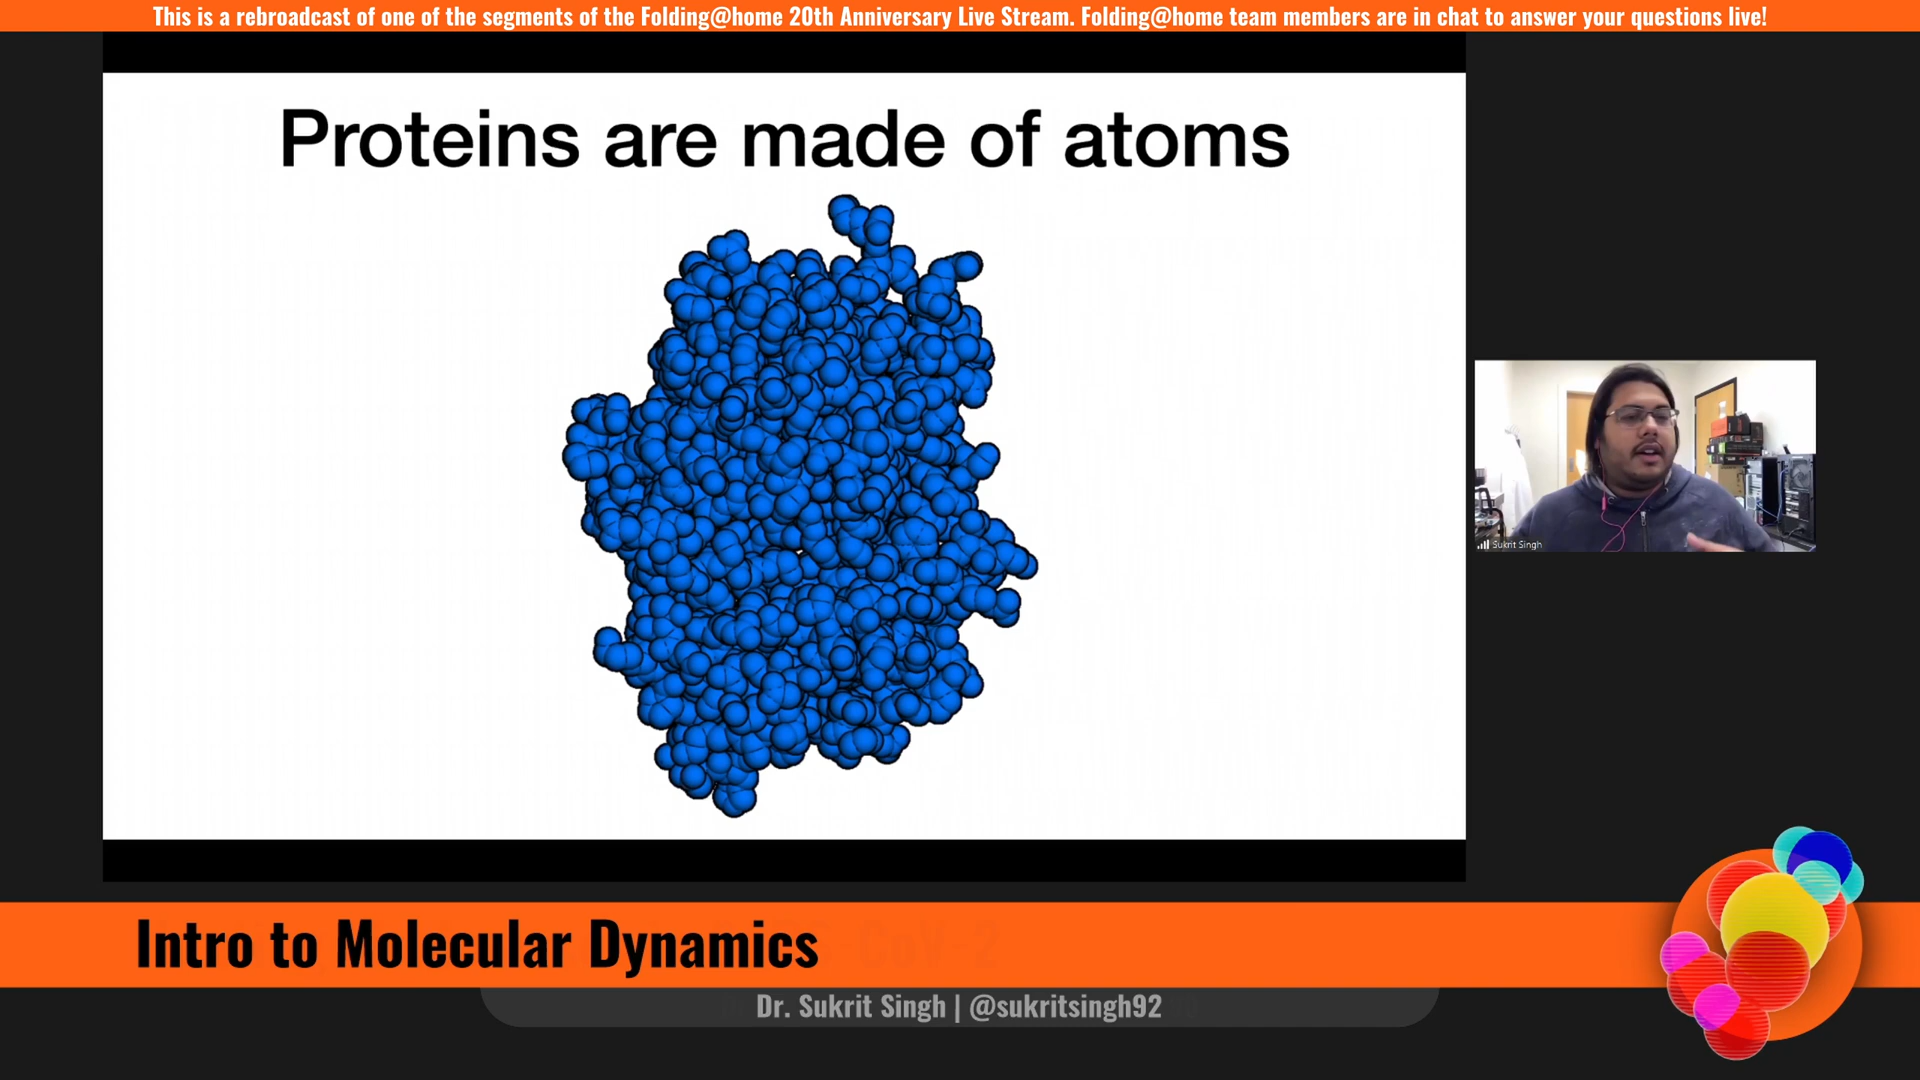 This is a rebroadcast of one of the segments of the Folding@home 20th Anniversary Live Stream. Folding@home team members are in chat to answer your questions live!
Proteins are made of atoms
Sukrit Singh
Intro to Molecular Dynamics
CoV-2
Dr. Sukrit Singh | @sukritsingh92